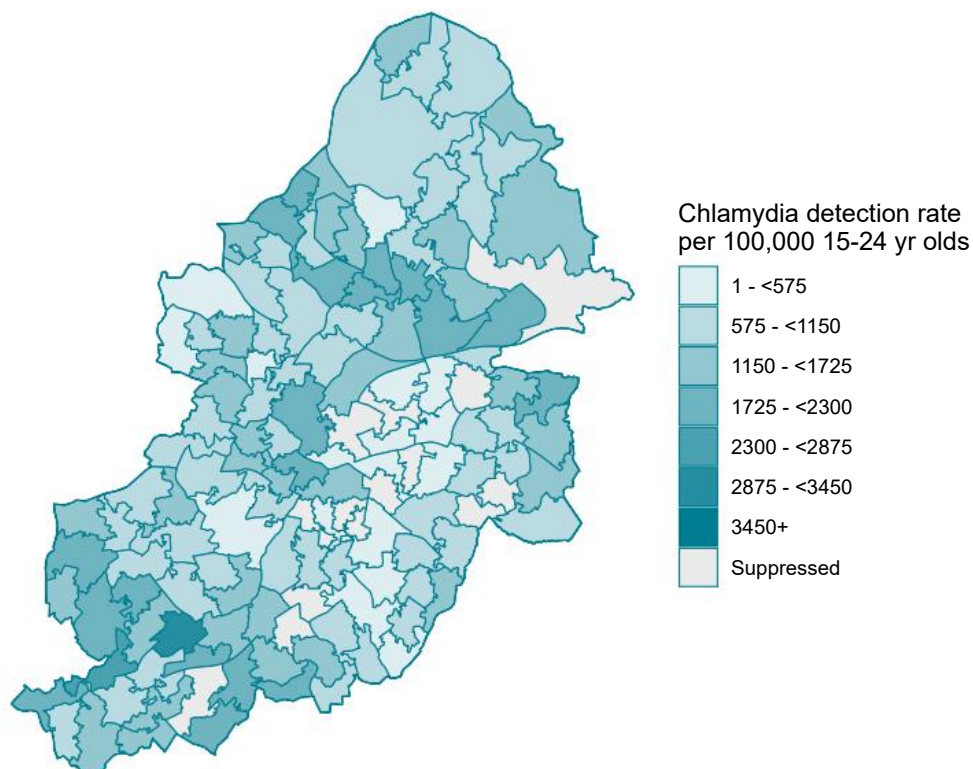 Chlamydia detection rate
per 100,000 15-24 yr olds
1 - <575
575 - <1150
1150 - <1725
1725 - <2300
2300 - <2875
2875 - <3450
3450+
Suppressed